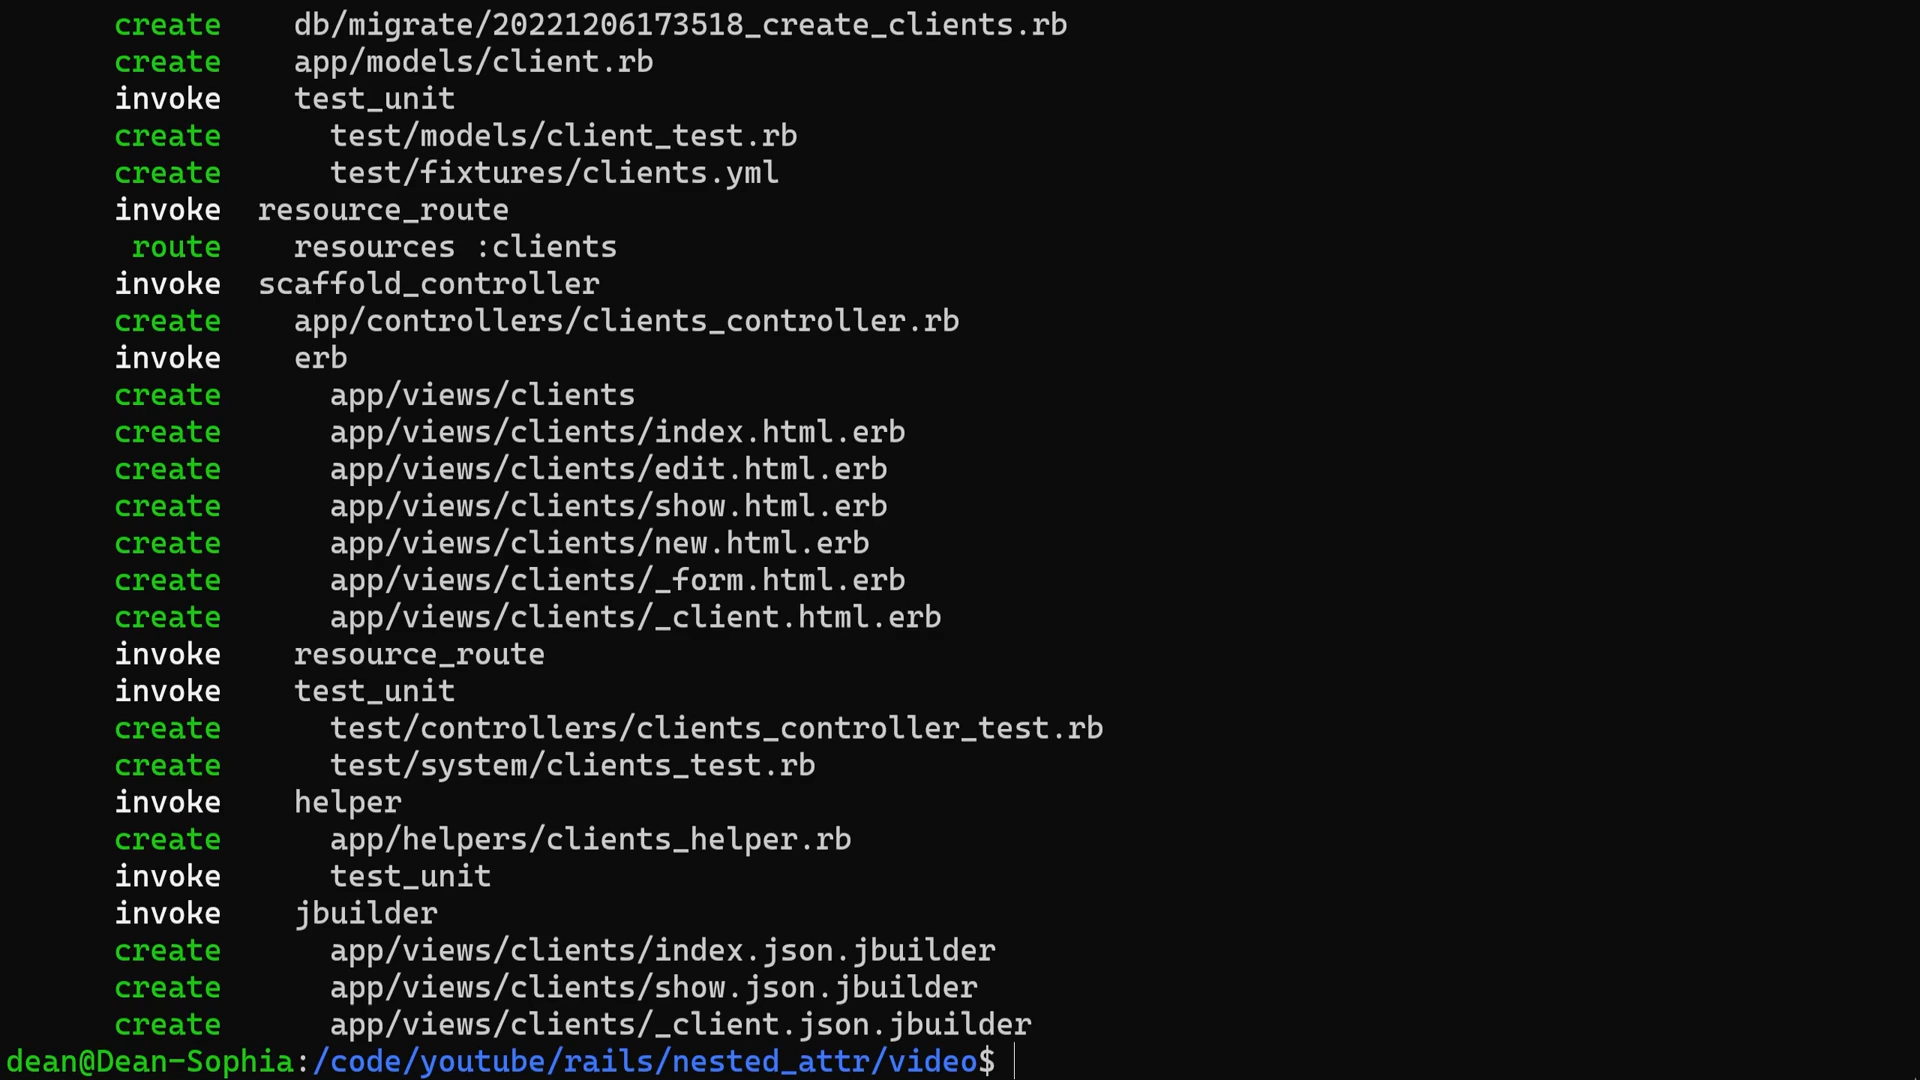 create    db/migrate/20221206173518_create_clients.rb
create    app/models/client.rb
invoke    test_unit
create      test/models/client_test.rb
create      test/fixtures/clients.yml
invoke  resource_route
 route    resources :clients
invoke  scaffold_controller
create    app/controllers/clients_controller.rb
invoke    erb
create      app/views/clients
create      app/views/clients/index.html.erb
create      app/views/clients/edit.html.erb
create      app/views/clients/show.html.erb
create      app/views/clients/new.html.erb
create      app/views/clients/_form.html.erb
create      app/views/clients/_client.html.erb
invoke    resource_route
invoke    test_unit
create      test/controllers/clients_controller_test.rb
create      test/system/clients_test.rb
invoke    helper
create      app/helpers/clients_helper.rb
invoke      test_unit
invoke    jbuilder
create      app/views/clients/index.json.jbuilder
create      app/views/clients/show.json.jbuilder
create      app/views/clients/_client.json.jbuilder
dean@Dean-Sophia:/code/youtube/rails/nested_attr/video$